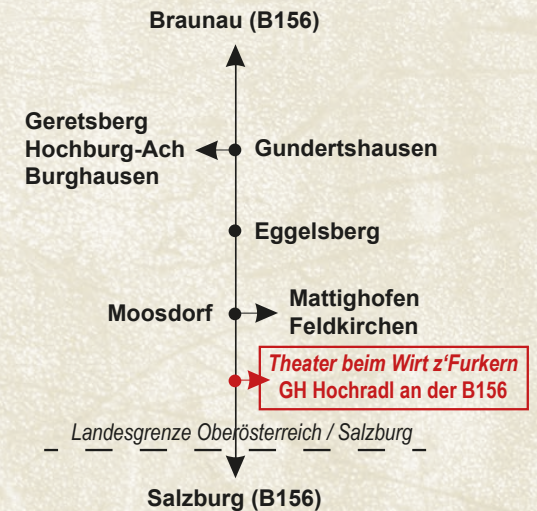 Braunau (B156)
Geretsberg
Hochburg-Ach
Burghausen
Gundertshausen
Eggelsberg
Moosdorf
Mattighofen
Feldkirchen
Theater beim Wirt z‘Furkern
GH Hochradl an der B156
Landesgrenze Oberösterreich / Salzburg
Salzburg (B156)